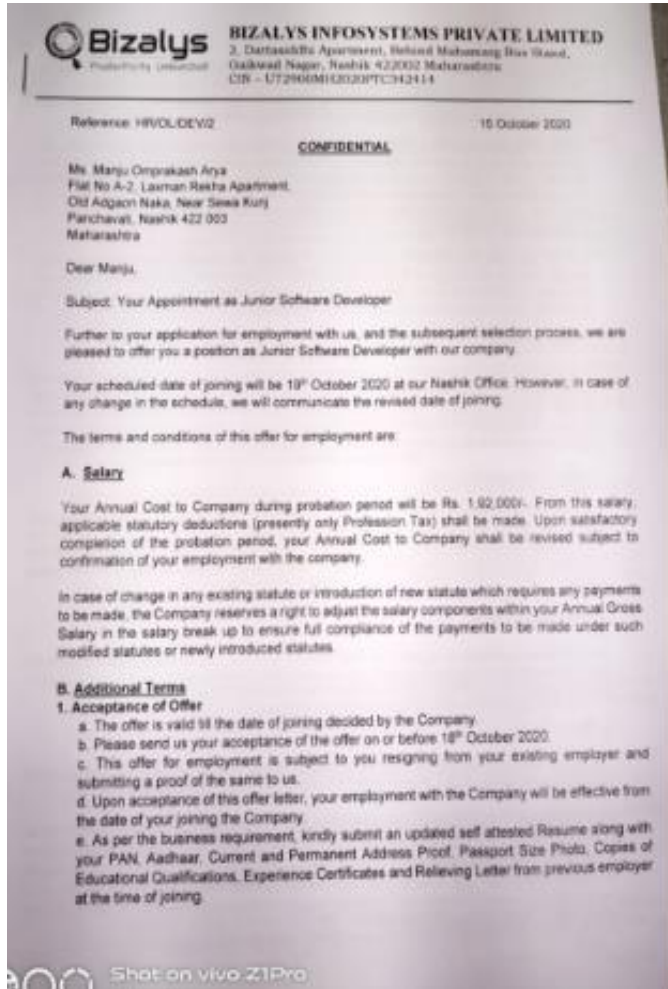 Bizalys
BIZALYS INFOSYSTEMS PRIVATE LIMITED
Nagar, Nashik 422002 Maharashtra
Reference: HR/OL/DEV/2
15 October 2020
CONFIDENTIAL
Ms. Manju Omprakash Arya
Flat No A-2, Laxman Rekha Apartment,
Old Adgaon Naka, Near Sewa Kunj
Panchavati, Nashik 422 003
Maharashtra
Dear Manju,
Subject: Your Appointment as Junior Software Developer
Further to your application for employment with us, and the subsequent selection process, we are
pleased to offer you a position as Junior Software Developer with our company.
Your scheduled date of joining will be 19th October 2020 at our Nashik Office. However, in case of
any change in the schedule, we will communicate the revised date of joining.
The terms and conditions of this offer for employment are:
A. Salary
Your Annual Cost to Company during probation period will be Rs. 1,92,000/-. From this salary,
applicable statutory deductions (presently only Profession Tax) shall be made. Upon satisfactory
completion of the probation period, your Annual Cost to Company shall be revised subject to
confirmation of your employment with the company.
In case of change in any existing statute or introduction of new statute which requires any payments
to be made, the Company reserves a right to adjust the salary components within your Annual Gross
Salary in the salary break up to ensure full compliance of the payments to be made under such
modified statutes or newly introduced statutes.
B. Additional Terms
1. Acceptance of Offer
a. The offer is valid till the date of joining decided by the Company.
b. Please send us your acceptance of the offer on or before 18th October 2020.
c. This offer for employment is subject to you resigning from your existing employer and
submitting a proof of the same to us.
d. Upon acceptance of this offer letter, your employment with the Company will be effective from
the date of your joining the Company.
e. As per the business requirement, kindly submit an updated self attested Resume along with
your PAN, Aadhaar, Current and Permanent Address Proof, Passport Size Photo, Copies of
Educational Qualifications, Experience Certificates and Relieving Letter from previous employer
at the time of joining.
Shot on vivo Z1Pro